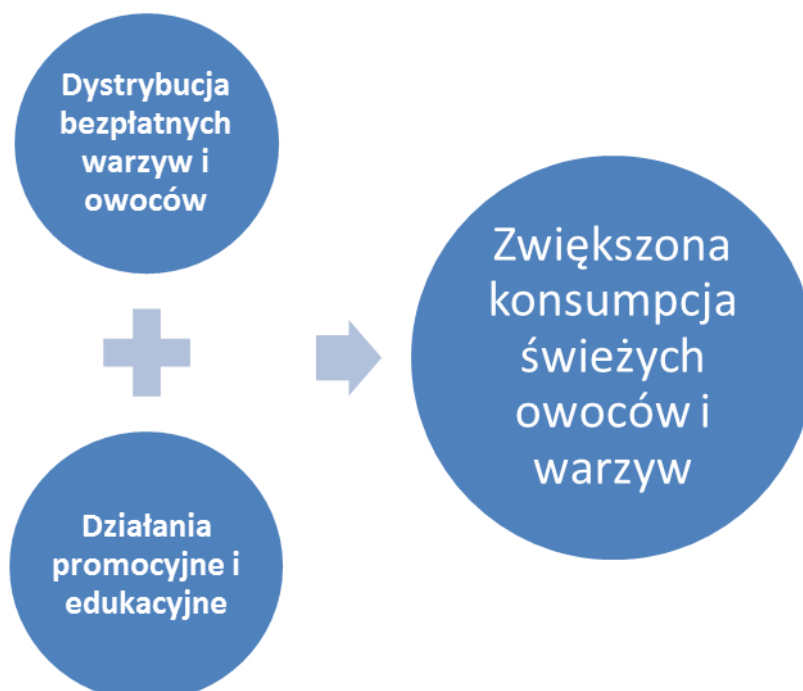 Dystrybucja
bezpłatnych
warzyw i
owoców
Działania
promocyjne i
edukacyjne
Zwiększona
konsumpcja
świeżych
owoców i
warzyw